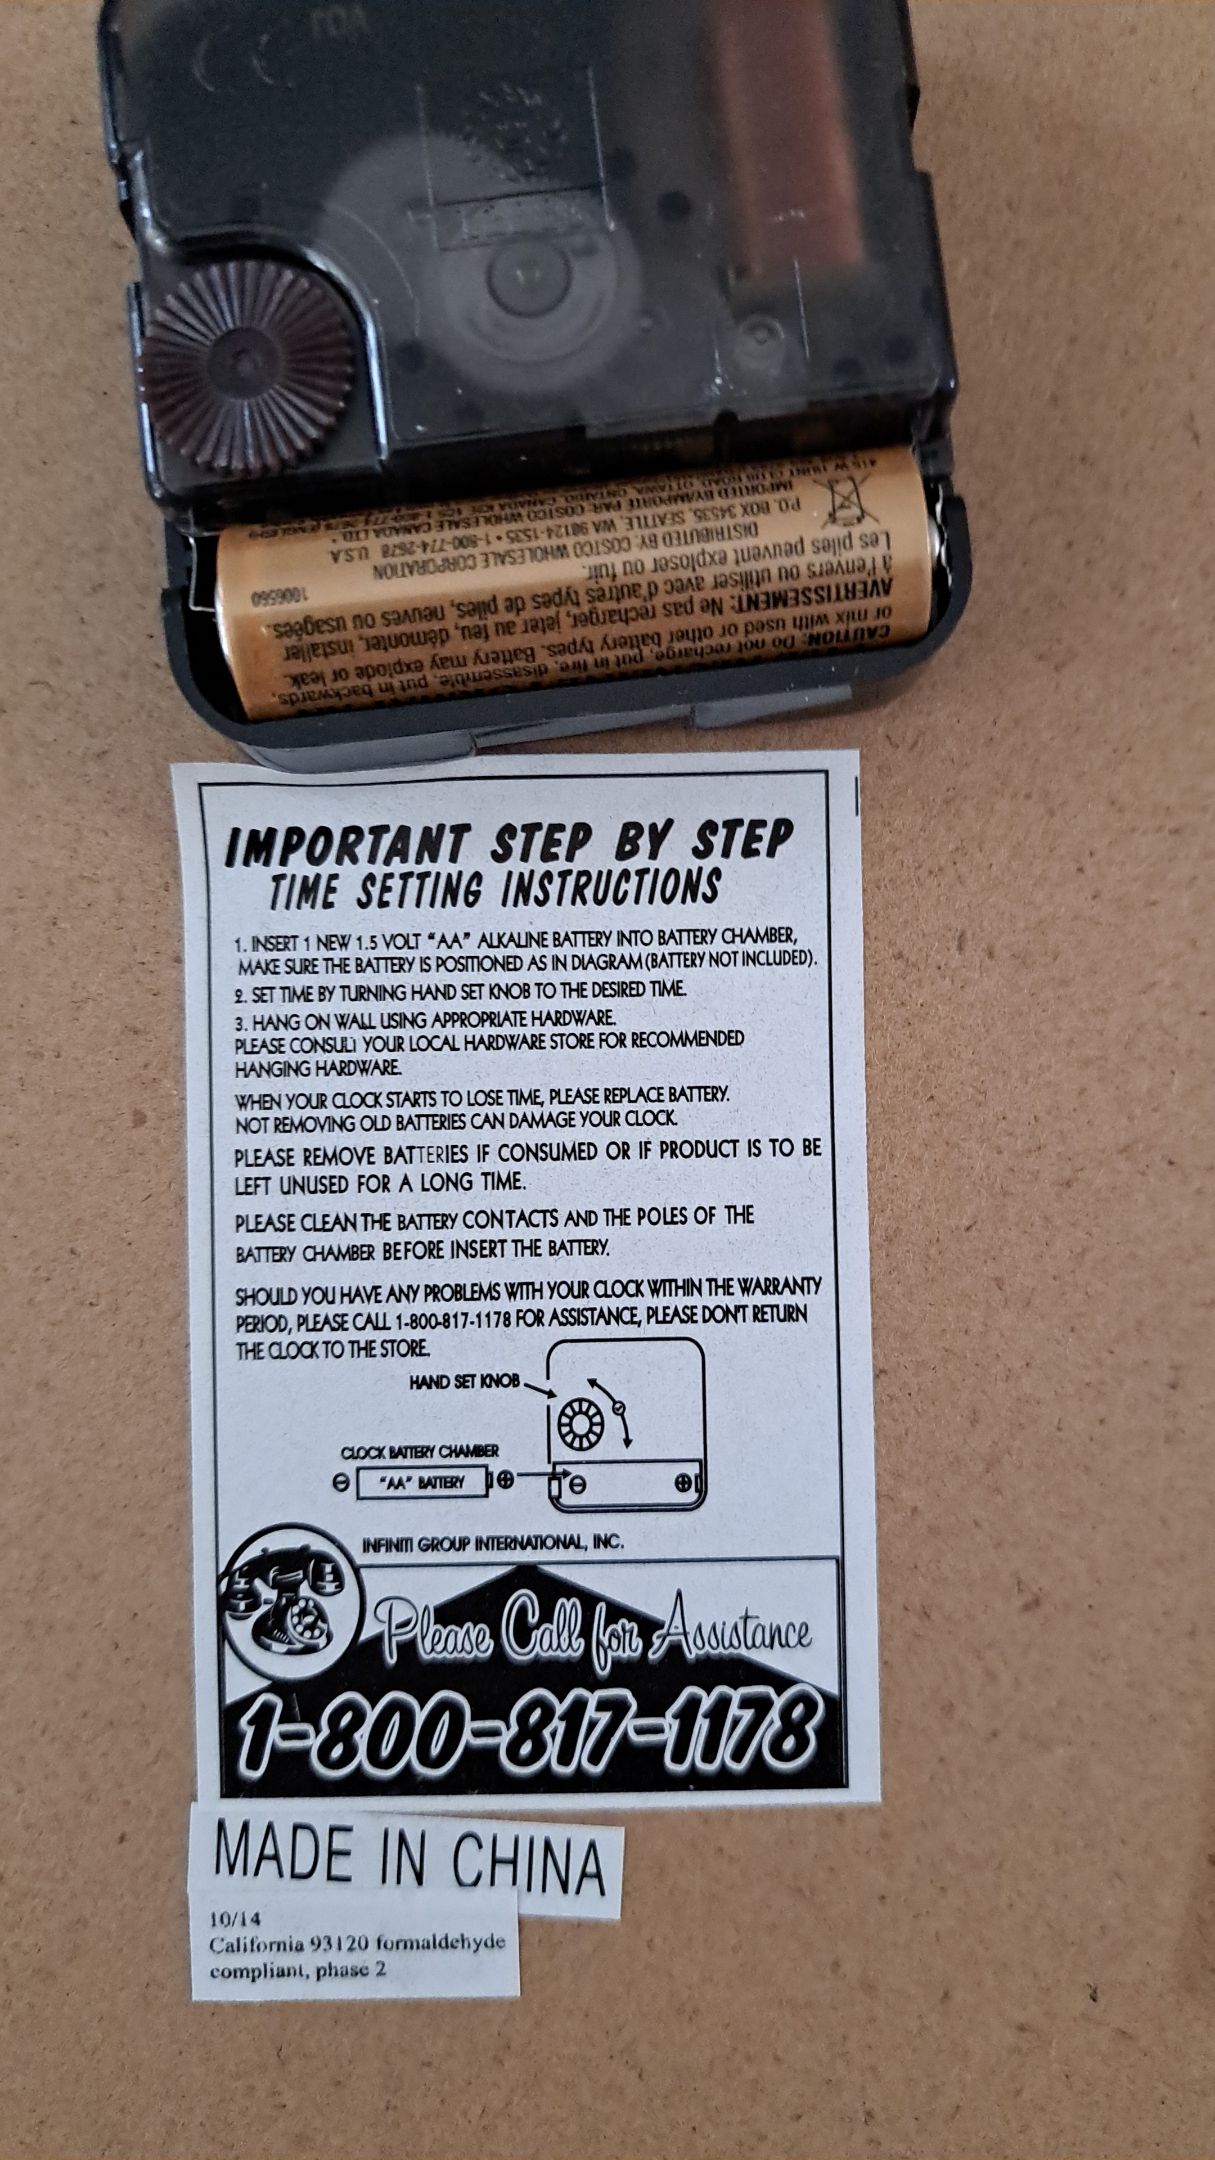 CAUTION: Do not recharge, put in fire, disassemble, put in backwards,
or mix with used or other battery types. Battery may explode or leak.
AVERTISSEMENT: Ne pas recharger, jeter au feu, démonter, installer
à l'envers ou utiliser avec d'autres types de piles, neuves ou usagées.
Les piles peuvent exploser ou fuir.
1006560
DISTRIBUTED BY: COSTCO WHOLESALE CORPORATION
P.O. BOX 34535, SEATTLE, WA 98124-1535 • 1-800-774-2678 U.S.A.
IMPORTED BY/IMPORTÉ PAR: COSTCO WHOLESALE CANADA LTD.
IMPORTANT STEP BY STEP
TIME SETTING INSTRUCTIONS
1. INSERT 1 NEW 1.5 VOLT "AA" ALKALINE BATTERY INTO BATTERY CHAMBER,
MAKE SURE THE BATTERY IS POSITIONED AS IN DIAGRAM (BATTERY NOT INCLUDED).
2. SET TIME BY TURNING HAND SET KNOB TO THE DESIRED TIME.
3. HANG ON WALL USING APPROPRIATE HARDWARE.
PLEASE CONSULT YOUR LOCAL HARDWARE STORE FOR RECOMMENDED
HANGING HARDWARE.
WHEN YOUR CLOCK STARTS TO LOSE TIME, PLEASE REPLACE BATTERY.
NOT REMOVING OLD BATTERIES CAN DAMAGE YOUR CLOCK.
PLEASE REMOVE BATTERIES IF CONSUMED OR IF PRODUCT IS TO BE
LEFT UNUSED FOR A LONG TIME.
PLEASE CLEAN THE BATTERY CONTACTS AND THE POLES OF THE
BATTERY CHAMBER BEFORE INSERT THE BATTERY.
SHOULD YOU HAVE ANY PROBLEMS WITH YOUR CLOCK WITHIN THE WARRANTY
PERIOD, PLEASE CALL 1-800-817-1178 FOR ASSISTANCE, PLEASE DON'T RETURN
THE CLOCK TO THE STORE.
HAND SET KNOB
CLOCK BATTERY CHAMBER
"AA" BATTERY
INFINITI GROUP INTERNATIONAL, INC.
Please Call for Assistance
1-800-817-1178
MADE IN CHINA
10/14
California 93120 formaldehyde
compliant, phase 2